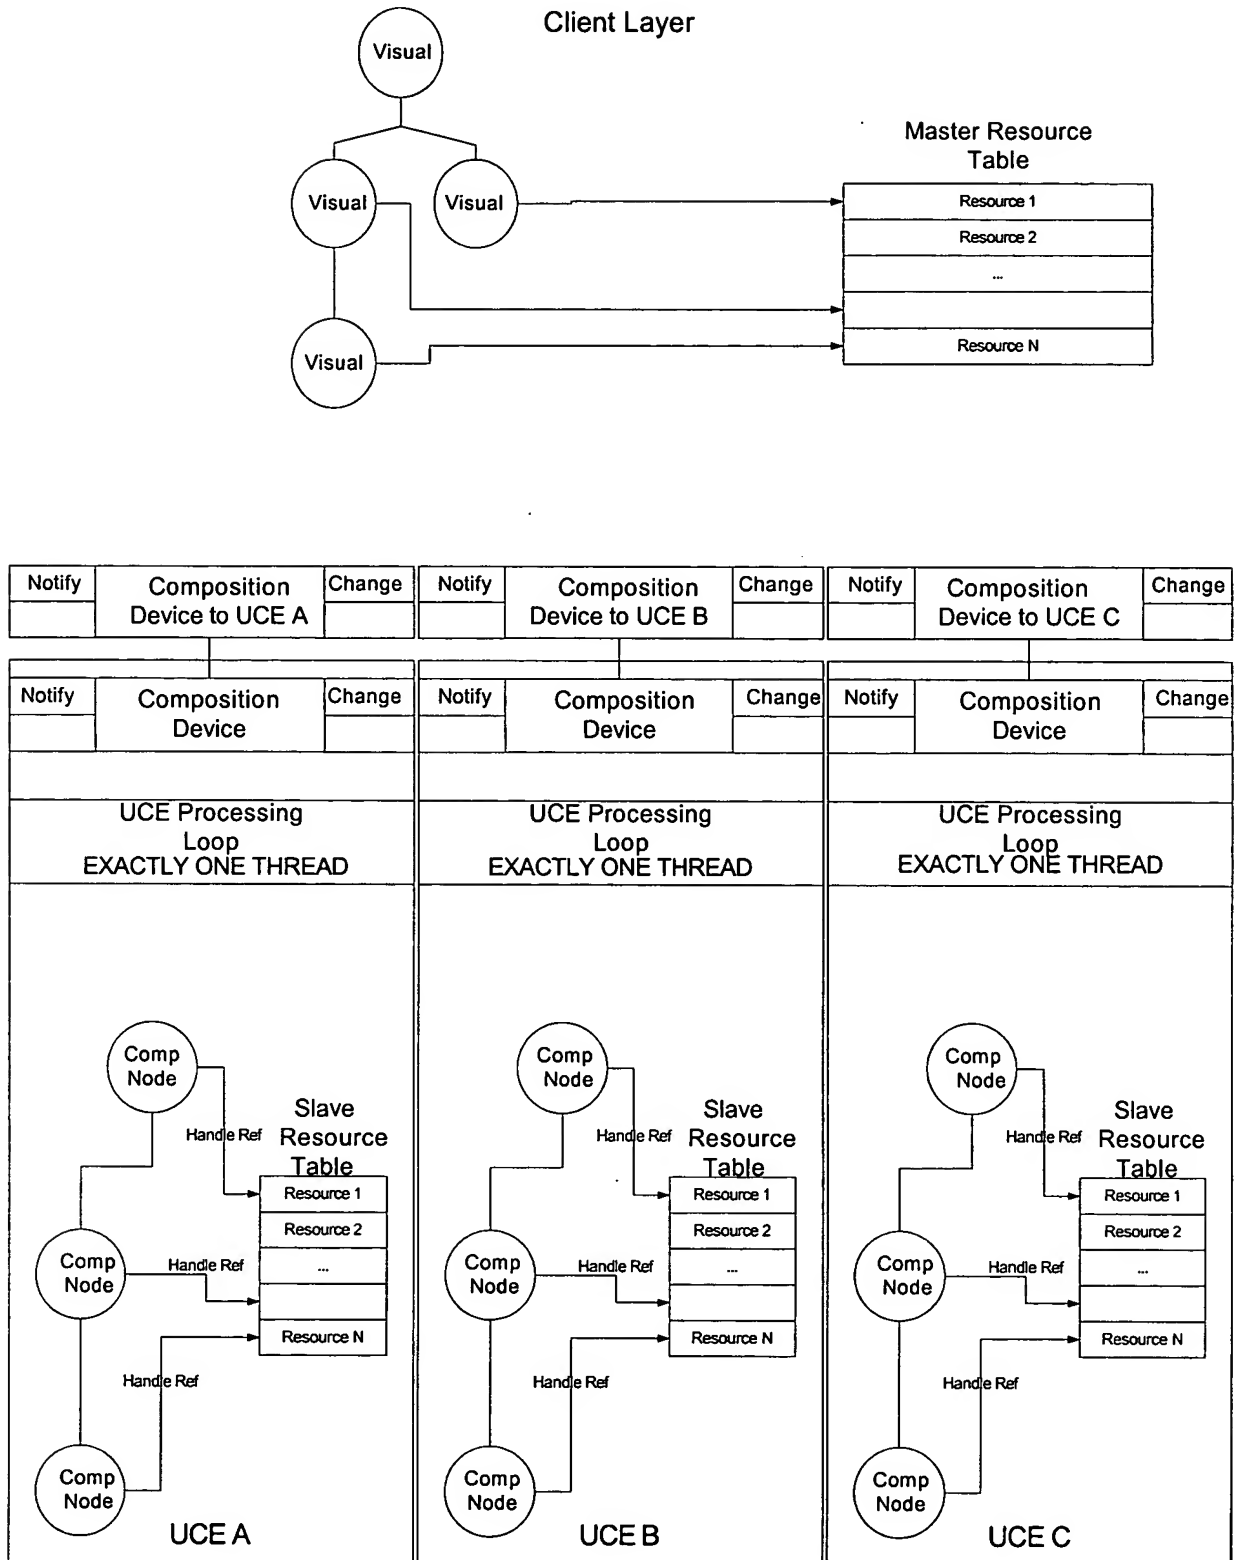 Client Layer
Visual
Master Resource
Table
Visual
Visual
Resource 1
Resource 2
...
Visual
Resource N
Notify
Composition
Device to UCE A
Change
Notify
Composition
Device to UCE B
Change
Notify
Composition
Device to UCE C
Change
Notify
Composition
Device
Change
Notify
Composition
Device
Change
Notify
Composition
Device
Change
UCE Processing
Loop
EXACTLY ONE THREAD
UCE Processing
Loop
EXACTLY ONE THREAD
UCE Processing
Loop
EXACTLY ONE THREAD
Comp
Node
Handle Ref
Slave
Resource
Table
Resource 1
Resource 2
...
Resource N
Comp
Node
Handle Ref
Handle Ref
Comp
Node
UCE A
Comp
Node
Handle Ref
Slave
Resource
Table
Resource 1
Resource 2
...
Resource N
Comp
Node
Handle Ref
Handle Ref
Comp
Node
UCE B
Comp
Node
Handle Ref
Slave
Resource
Table
Resource 1
Resource 2
...
Resource N
Comp
Node
Handle Ref
Handle Ref
Comp
Node
UCE C